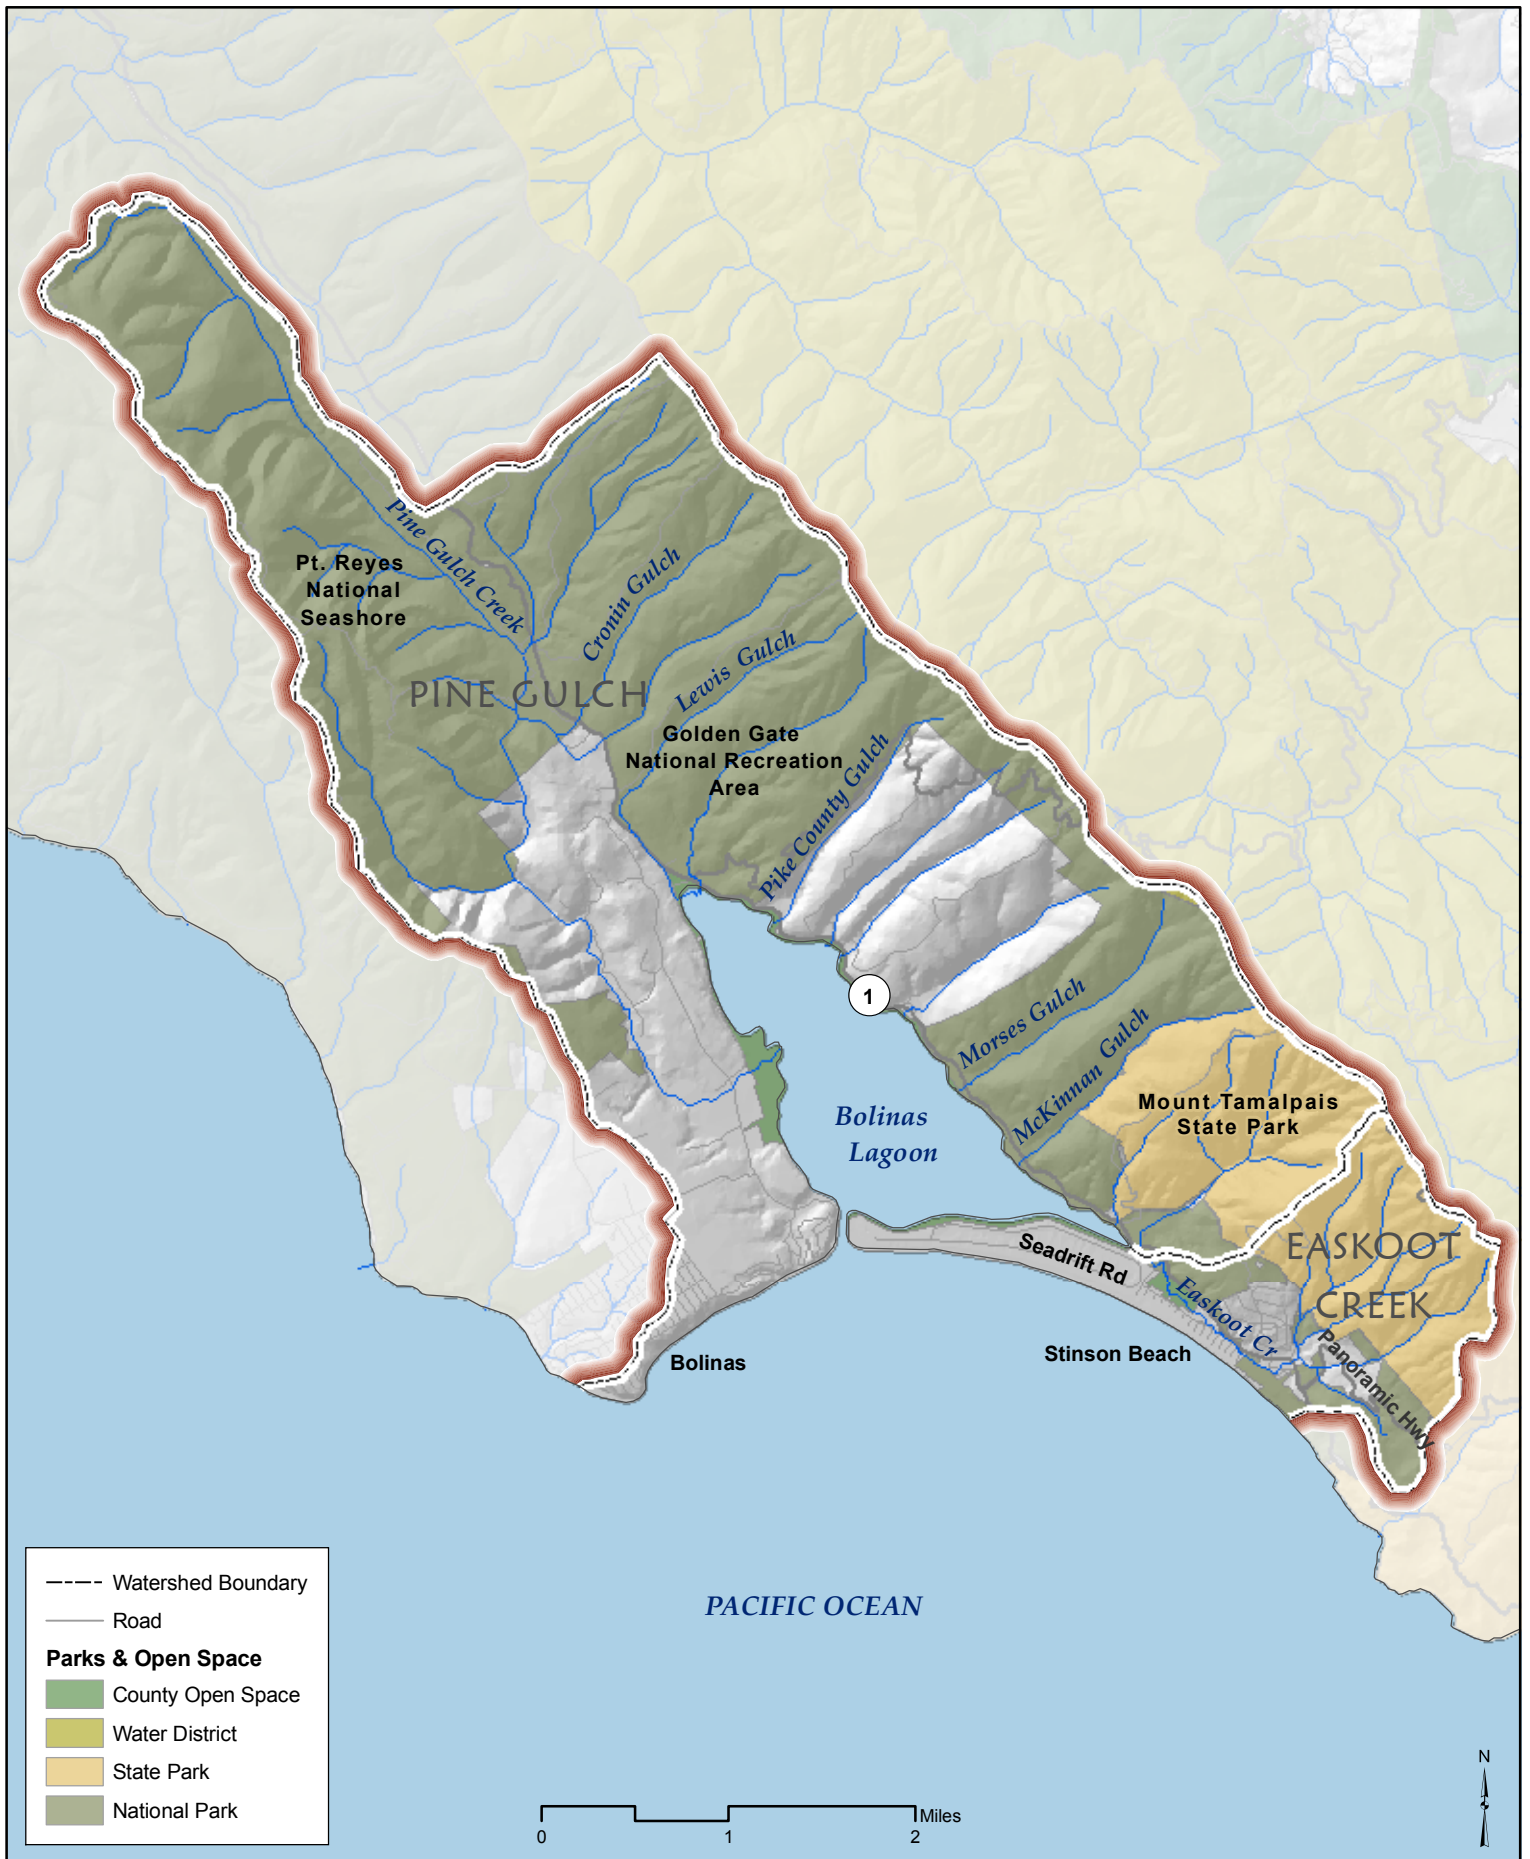 Pine Gulch Creek
Pt. Reyes
National
Seashore
Cronin Gulch
Lewis Gulch
PINE GULCH
Golden Gate
National Recreation
Area
Pike County Gulch
1
Morses Gulch
McKinnan Gulch
Mount Tamalpais
State Park
Bolinas
Lagoon
EASKOOT
CREEK
Seadrift Rd
Easkoot Cr
Panoramic Hwy
Stinson Beach
Bolinas
PACIFIC OCEAN
Watershed Boundary
Road
Parks & Open Space
County Open Space
Water District
State Park
National Park
0
1
2
Miles
N